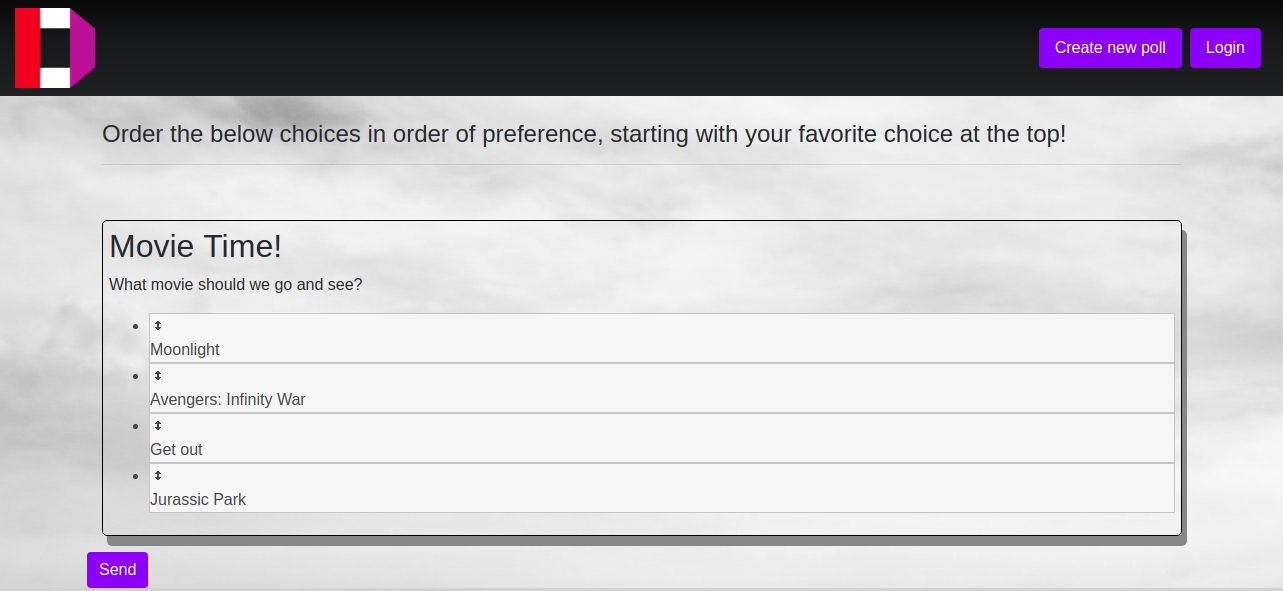 Create new poll
Login
Order the below choices in order of preference, starting with your favorite choice at the top!
Movie Time!
What movie should we go and see?
Moonlight
Avengers: Infinity War
Get out
Jurassic Park
Send